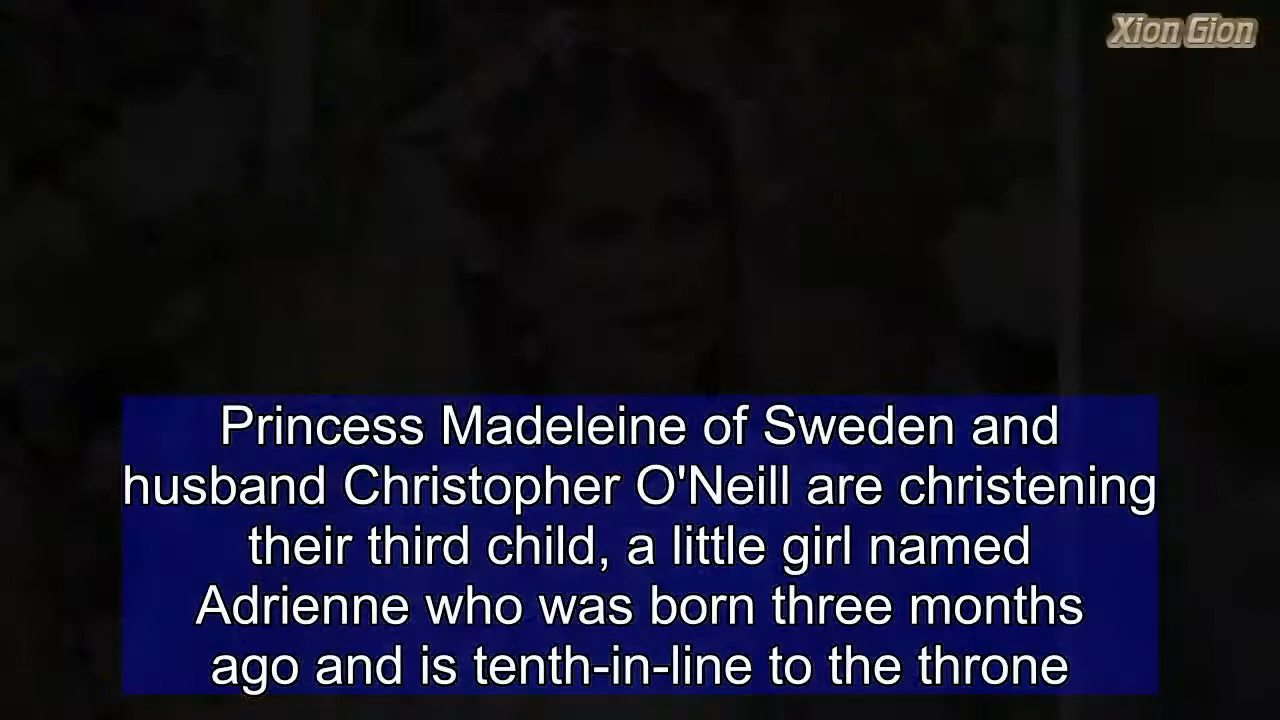 Xion Gion
Princess Madeleine of Sweden and
husband Christopher O'Neill are christening
their third child, a little girl named
Adrienne who was born three months
ago and is tenth-in-line to the throne